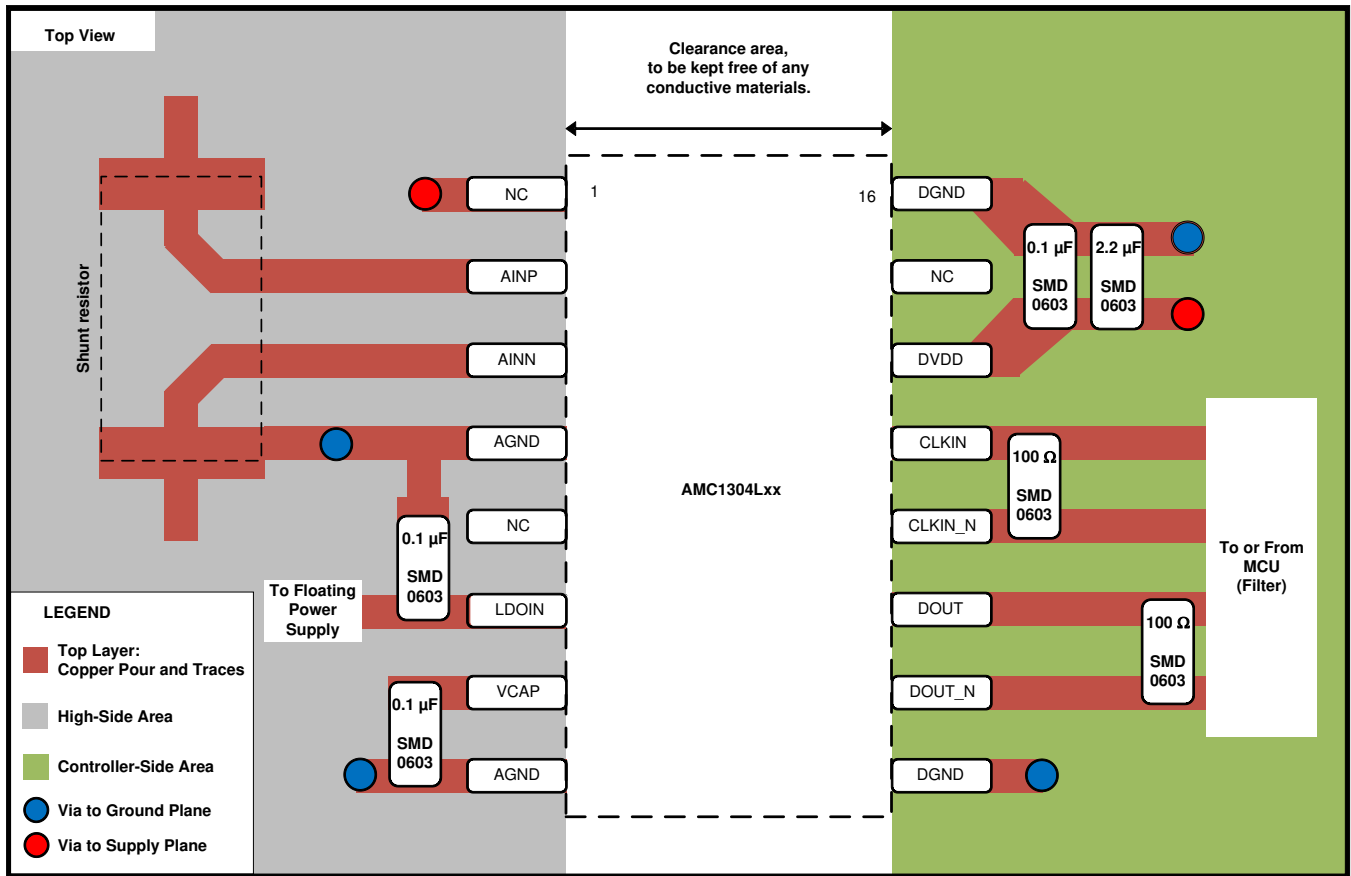 Top View
Clearance area,
to be kept free of any
conductive materials.
Shunt resistor
NC
AINP
AINN
AGND
NC
LDOIN
VCAP
AGND
0.1 µF
SMD
0603
To Floating
Power
Supply
0.1 µF
SMD
0603
1
16
AMC1304Lxx
DGND
NC
DVDD
CLKIN
CLKIN_N
DOUT
DOUT_N
DGND
0.1 µF
SMD
0603
2.2 µF
SMD
0603
100 Ω
SMD
0603
100 Ω
SMD
0603
To or From
MCU
(Filter)
LEGEND
Top Layer:
Copper Pour and Traces
High-Side Area
Controller-Side Area
Via to Ground Plane
Via to Supply Plane